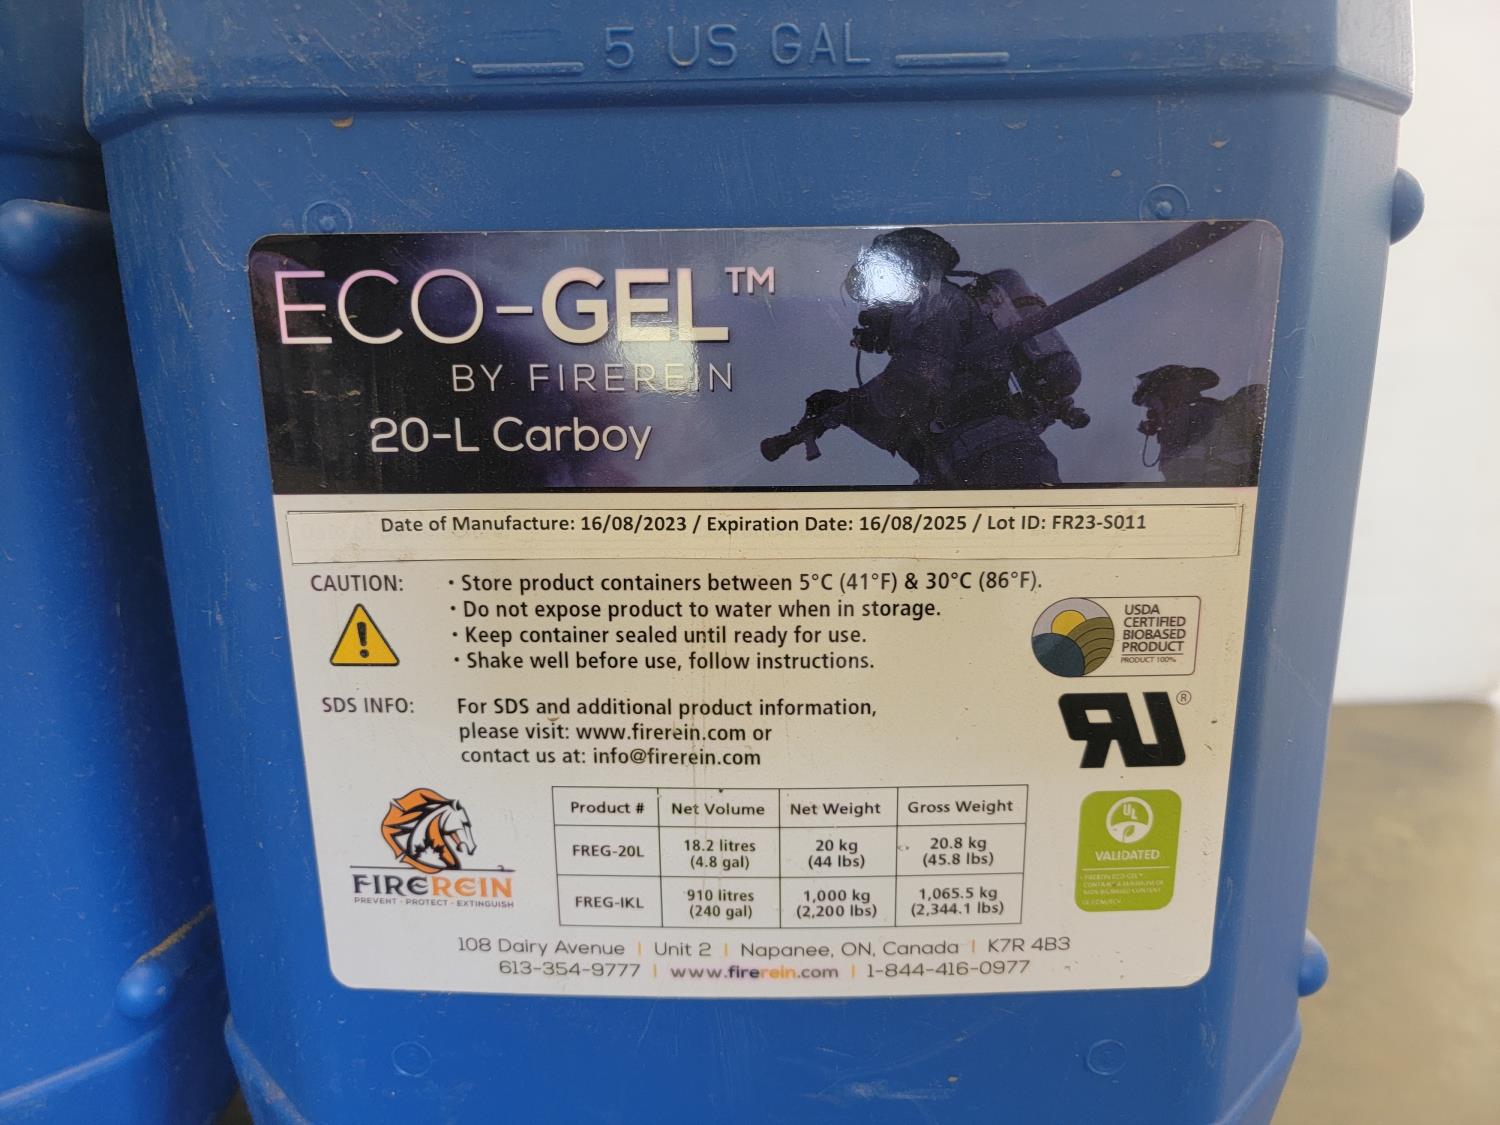 5 US GAL
ECO-GEL™
BY FIREREIN
20-L Carboy
Date of Manufacture: 16/08/2023 / Expiration Date: 16/08/2025 / Lot ID: FR23-S011
CAUTION:
• Store product containers between 5°C (41°F) & 30°C (86°F).
• Do not expose product to water when in storage.
• Keep container sealed until ready for use.
• Shake well before use, follow instructions.
USDA
CERTIFIED
BIOBASED
PRODUCT
PRODUCT 100%
SDS INFO:
For SDS and additional product information,
please visit: www.firerein.com or
contact us at: info@firerein.com
RU®
Product # Net Volume Net Weight Gross Weight
FREG-20L 18.2 litres (4.8 gal) 20 kg (44 lbs) 20.8 kg (45.8 lbs)
FREG-IKL 910 litres (240 gal) 1,000 kg (2,200 lbs) 1,065.5 kg (2,344.1 lbs)
FIREREIN
PREVENT · PROTECT · EXTINGUISH
UL
VALIDATED
108 Dairy Avenue | Unit 2 | Napanee, ON, Canada | K7R 4B3
613-354-9777 | www.firerein.com | 1-844-416-0977